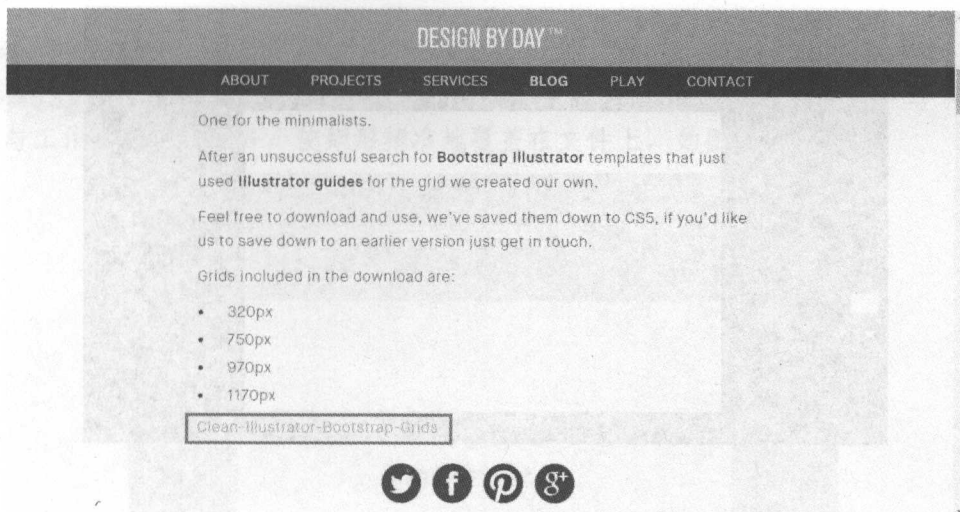 DESIGN BY DAY™
ABOUT PROJECTS SERVICES BLOG PLAY CONTACT
One for the minimalists.
After an unsuccessful search for Bootstrap Illustrator templates that just
used Illustrator guides for the grid we created our own.
Feel free to download and use, we've saved them down to CS5, if you'd like
us to save down to an earlier version just get in touch.
Grids included in the download are:
• 320px
• 750px
• 970px
• 1170px
Clean-Illustrator-Bootstrap-Grids